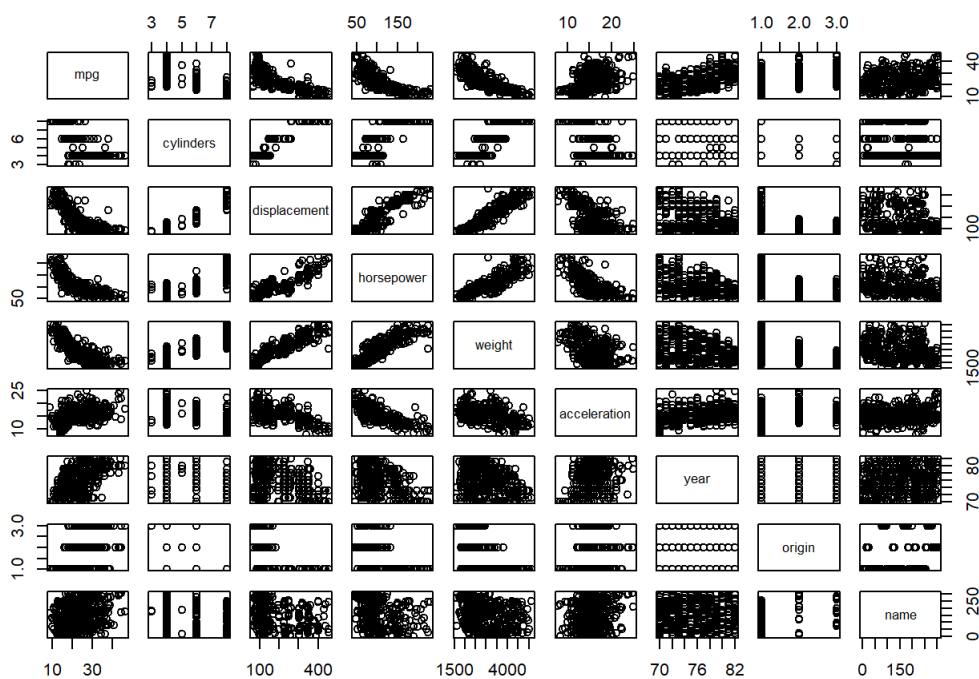 3 5 7 50 150 10 20 1.0 2.0 3.0
mpg 10 40
3 6 cylinders
displacement 100
50 horsepower
weight 1500
10 25 acceleration
year 70 80
1.0 3.0 origin
name 0 250
10 30 100 400 1500 4000 70 76 82 0 150